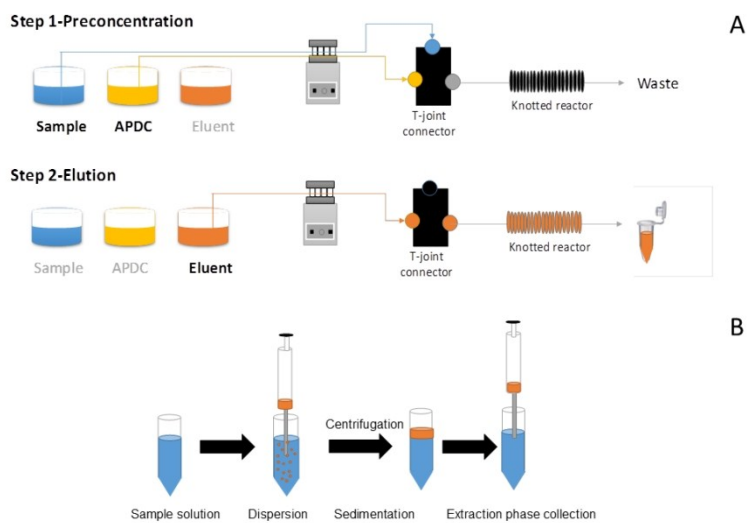 Step 1-Preconcentration
A
Sample
APDC
Eluent
T-joint
connector
Knotted reactor
Waste
Step 2-Elution
Sample
APDC
Eluent
T-joint
connector
Knotted reactor
B
Centrifugation
Sample solution
Dispersion
Sedimentation
Extraction phase collection